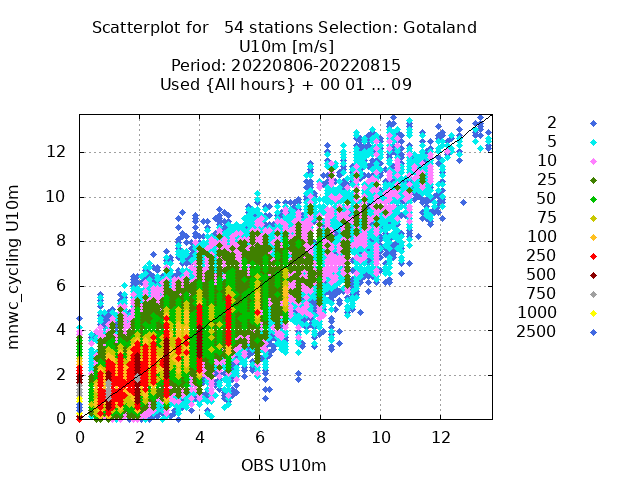 Scatterplot for   54 stations Selection: Gotaland
U10m [m/s]
Period: 20220806-20220815
Used {All hours} + 00 01 ... 09
mnwc_cycling U10m
12
10
8
6
4
2
0
0 2 4 6 8 10 12
OBS U10m
2
5
10
25
50
75
100
250
500
750
1000
2500